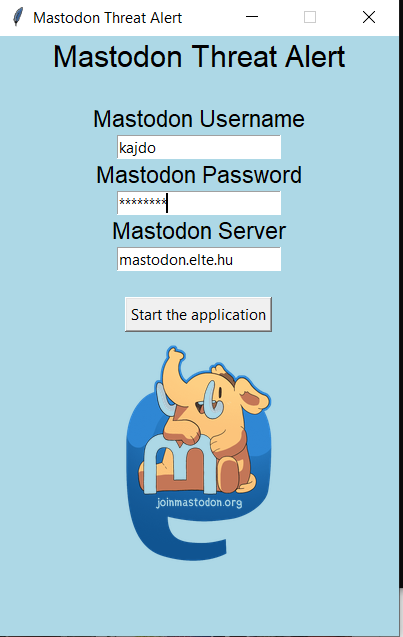 Mastodon Threat Alert
Mastodon Threat Alert
Mastodon Username
kajdo
Mastodon Password
********
Mastodon Server
mastodon.elte.hu
Start the application
joinmastodon.org